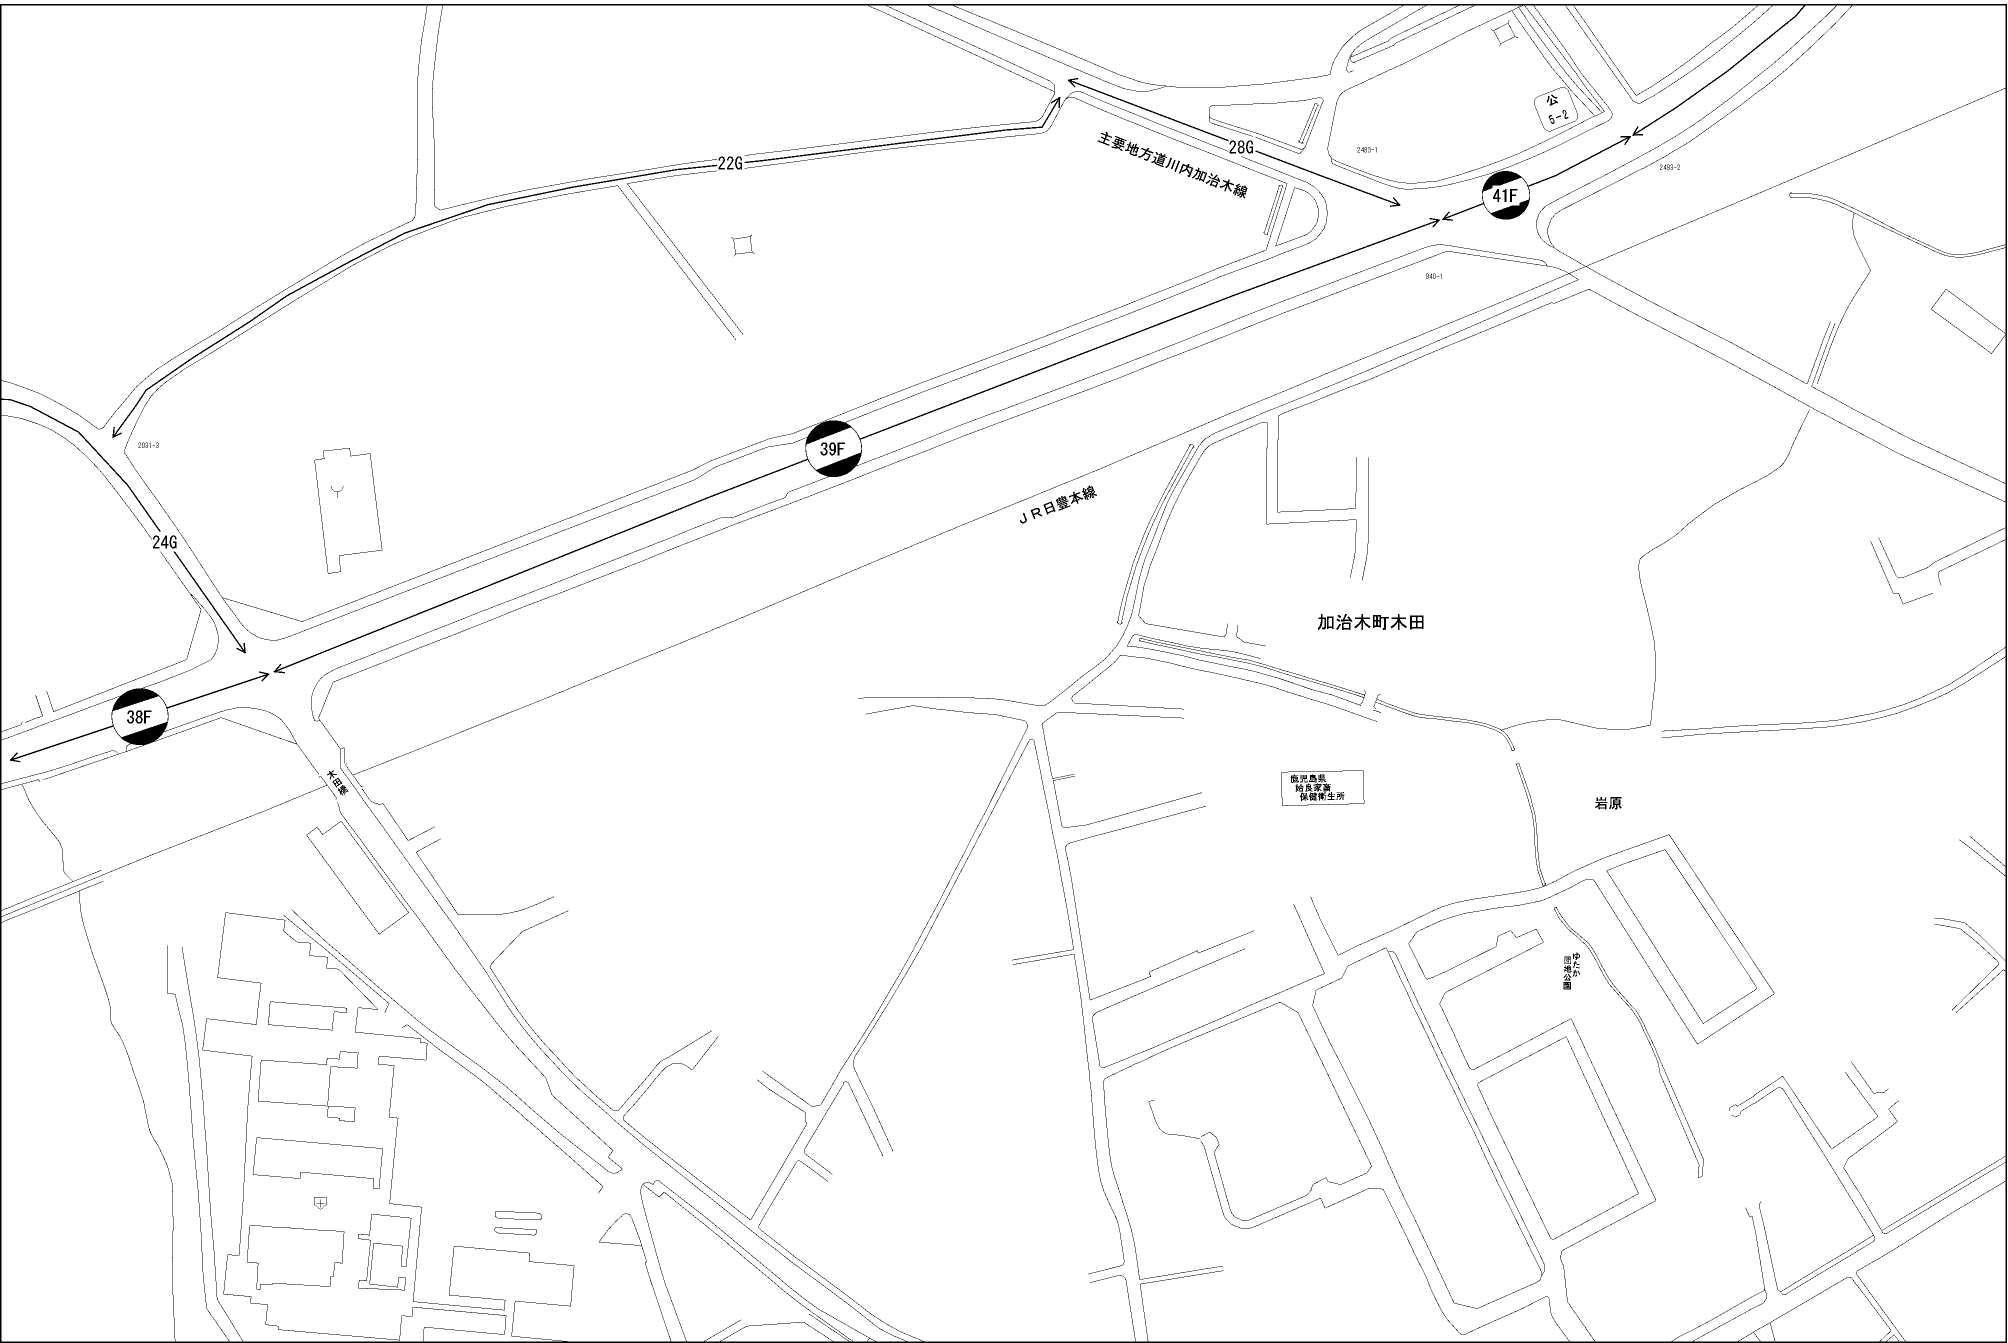 公
5-2
22G
28G
主要地方道川内加治木線
2483-1
2493-2
41F
940-1
39F
2031-3
ＪＲ日豊本線
24G
加治木町木田
38F
木田線
鹿児島県
姶良家畜
保健衛生所
岩原
ゆたか
団地公園